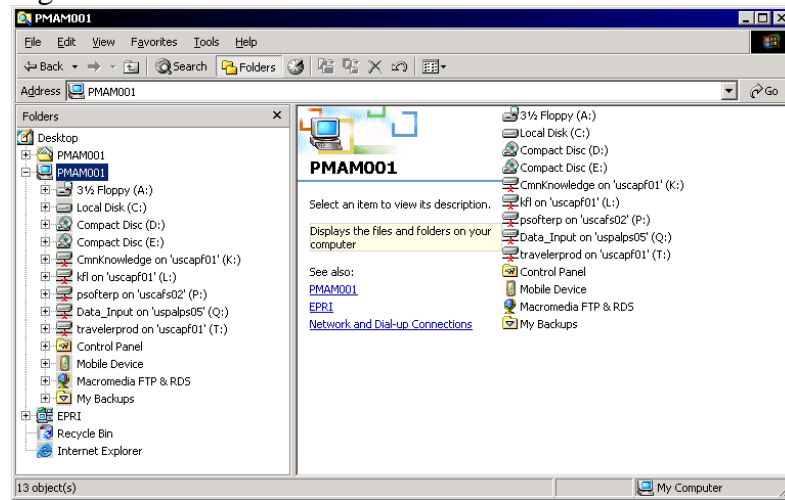 PMAM001
File Edit View Favorites Tools Help
Back Search Folders
Address PMAM001 Go
Folders
Desktop
PMAM001
PMAM001
3½ Floppy (A:)
Local Disk (C:)
Compact Disc (D:)
Compact Disc (E:)
CmnKnowledge on 'uscapf01' (K:)
kfl on 'uscapf01' (L:)
psofterp on 'uscafs02' (P:)
Data_Input on 'uspalps05' (Q:)
travelerprod on 'uscapf01' (T:)
Control Panel
Mobile Device
Macromedia FTP & RDS
My Backups
EPRI
Recycle Bin
Internet Explorer
PMAM001
Select an item to view its description.
Displays the files and folders on your
computer
See also:
PMAM001
EPRI
Network and Dial-up Connections
3½ Floppy (A:)
Local Disk (C:)
Compact Disc (D:)
Compact Disc (E:)
CmnKnowledge on 'uscapf01' (K:)
kfl on 'uscapf01' (L:)
psofterp on 'uscafs02' (P:)
Data_Input on 'uspalps05' (Q:)
travelerprod on 'uscapf01' (T:)
Control Panel
Mobile Device
Macromedia FTP & RDS
My Backups
13 object(s) My Computer